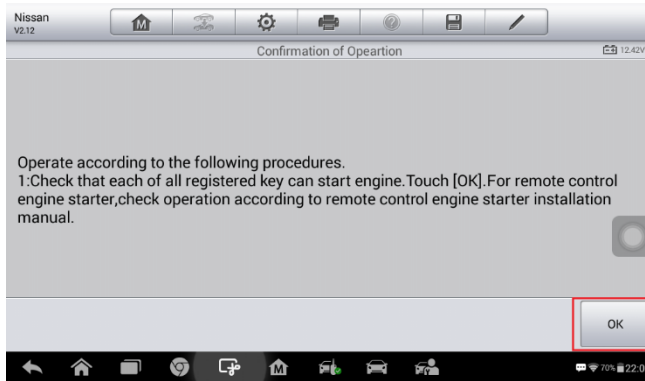 Nissan
V2.12
Confirmation of Opeartion
12.42V
Operate according to the following procedures.
1:Check that each of all registered key can start engine.Touch [OK].For remote control
engine starter,check operation according to remote control engine starter installation
manual.
OK
70%
22:0